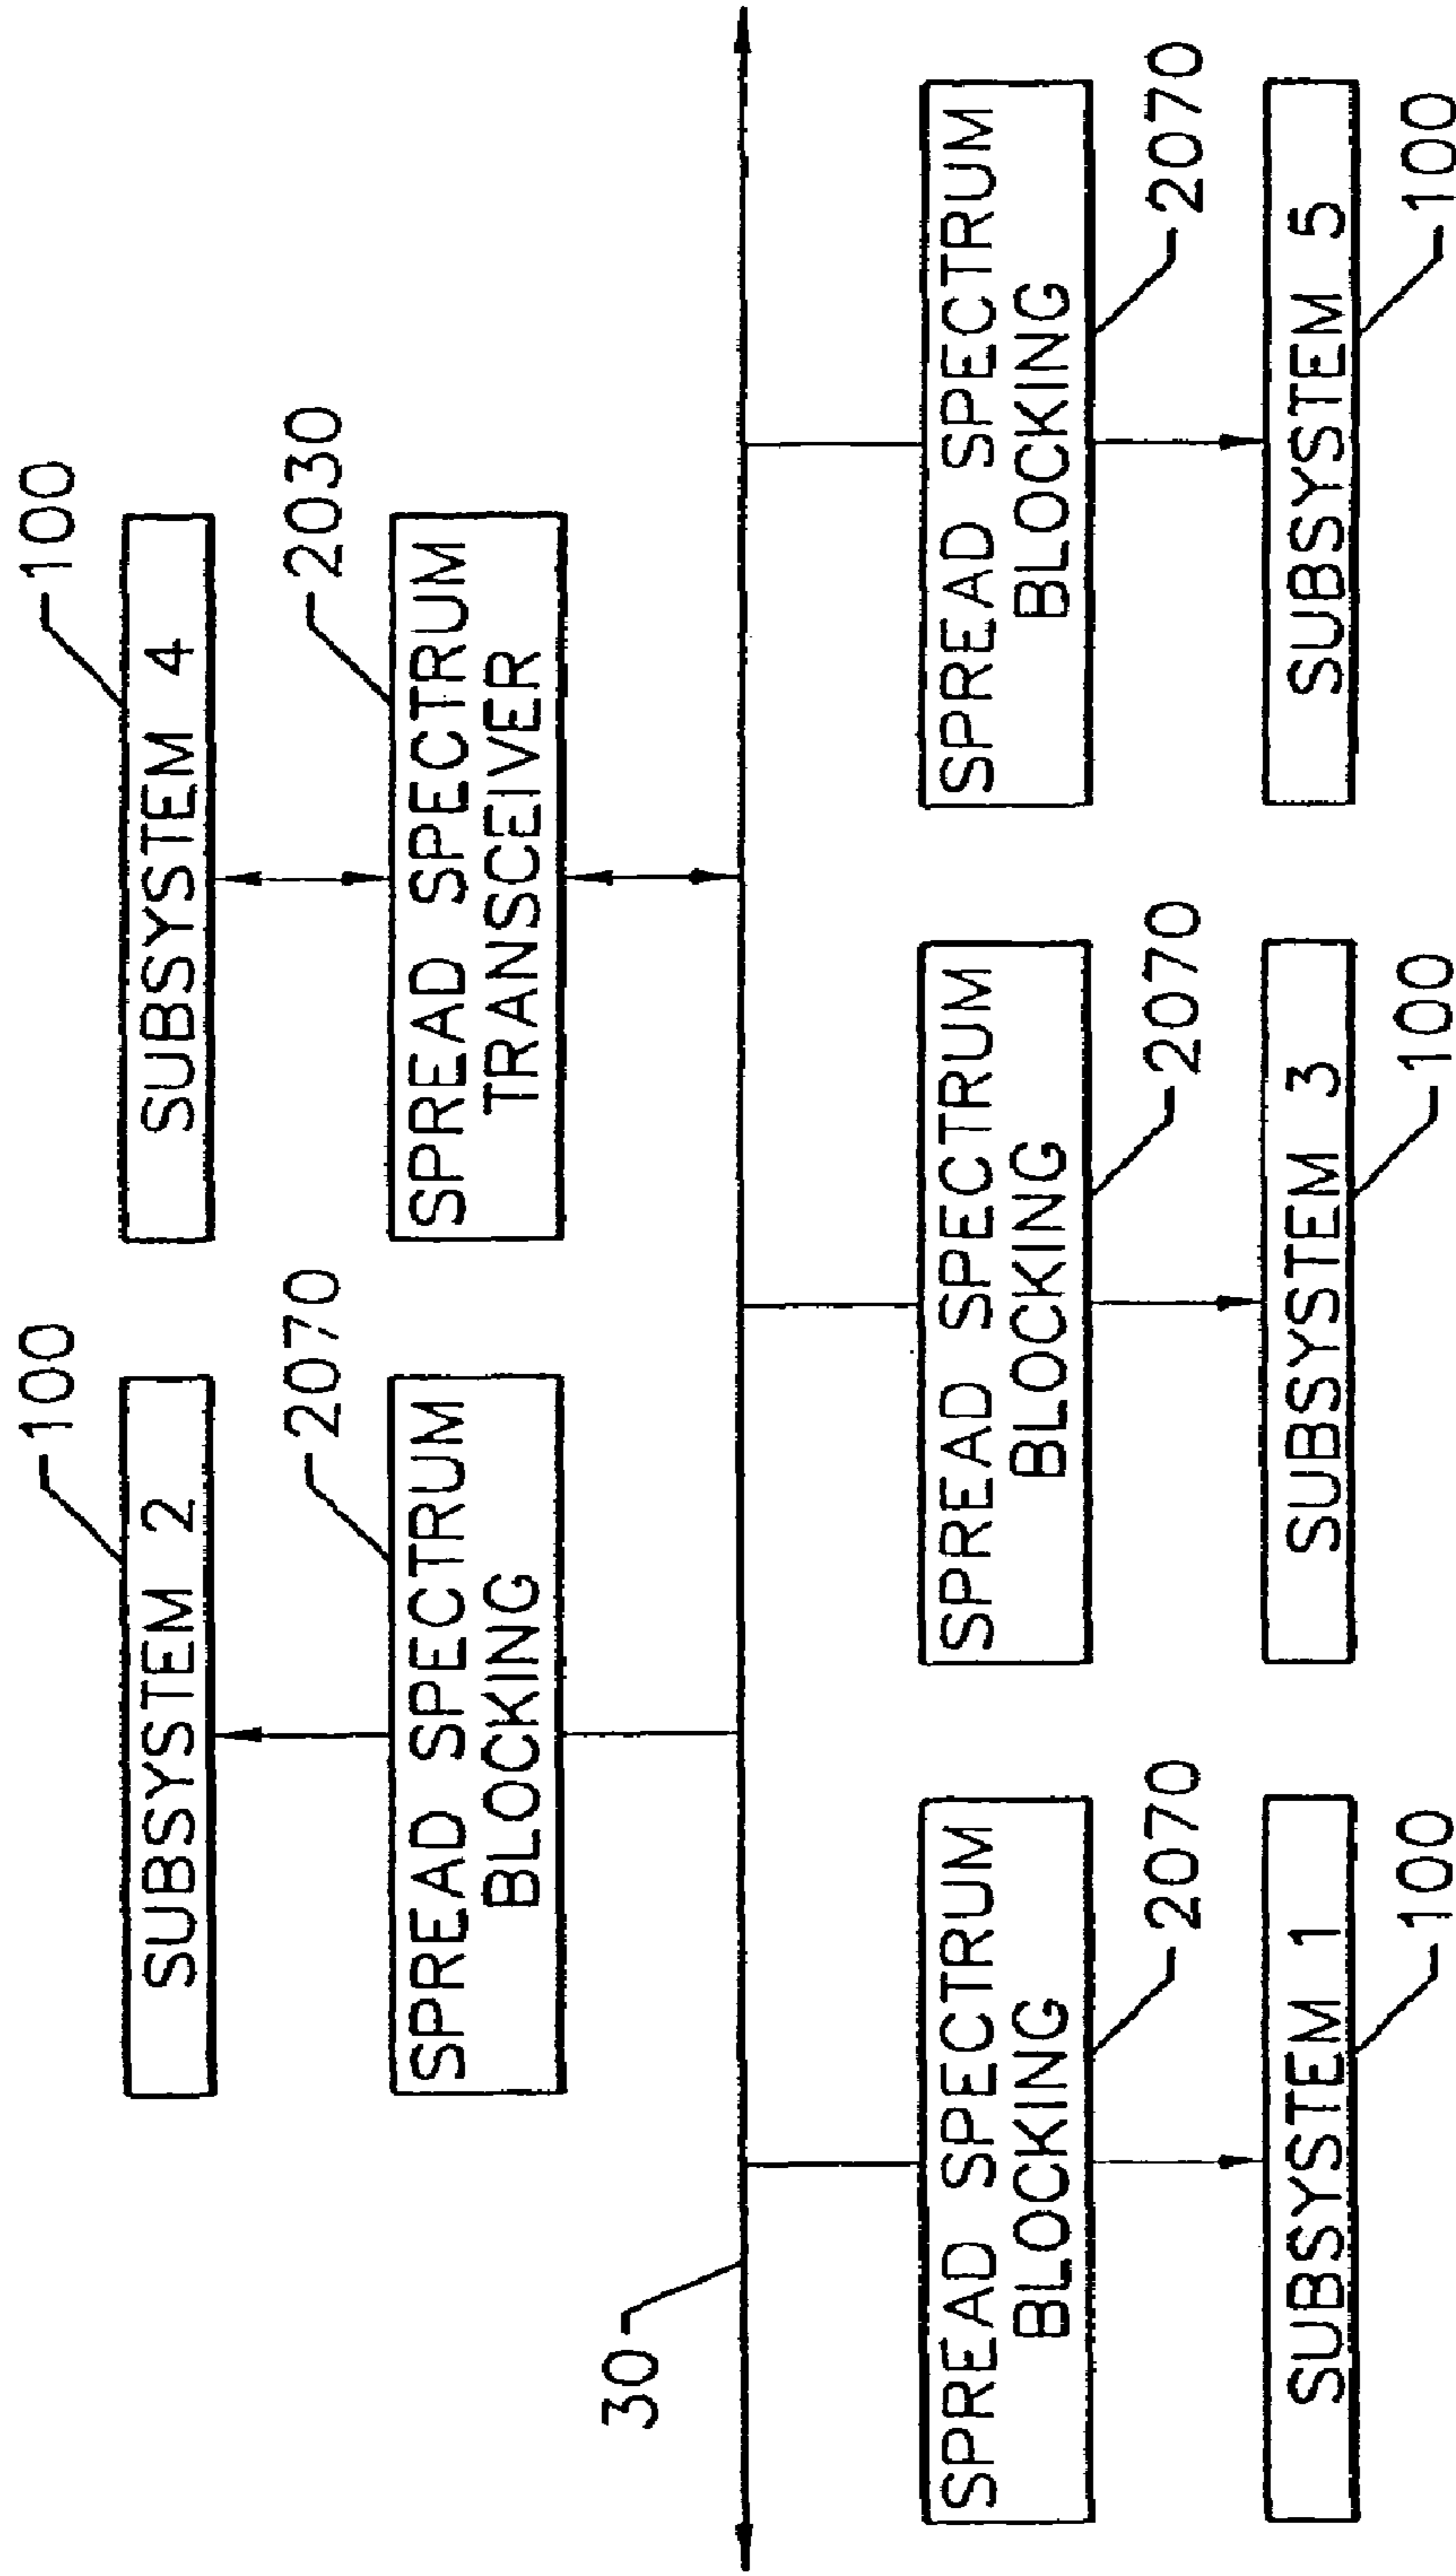 100
100
SUBSYSTEM 2
SUBSYSTEM 4
2070
2030
SPREAD SPECTRUM
BLOCKING
SPREAD SPECTRUM
TRANSCEIVER
30
SPREAD SPECTRUM
BLOCKING
SPREAD SPECTRUM
BLOCKING
SPREAD SPECTRUM
BLOCKING
2070
2070
2070
SUBSYSTEM 1
SUBSYSTEM 3
SUBSYSTEM 5
100
100
100